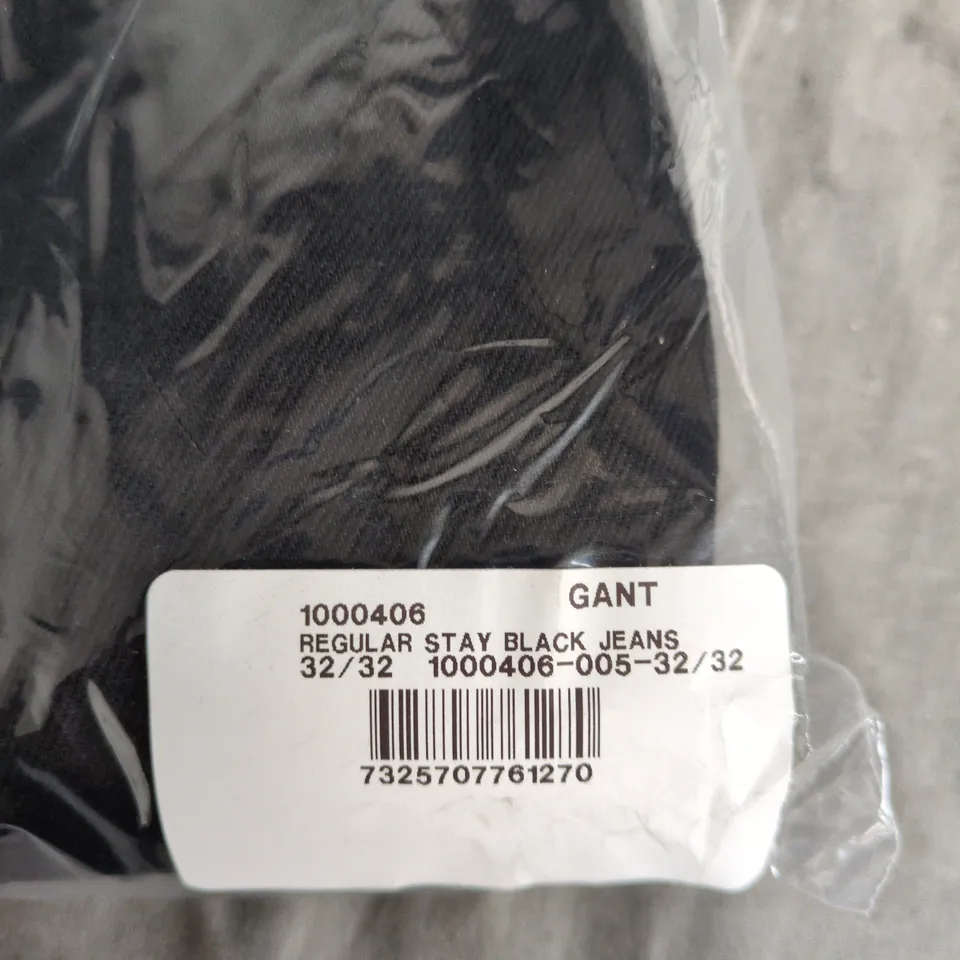 GANT
1000406
REGULAR STAY BLACK JEANS
32/32 1000406-005-32/32
7325707761270